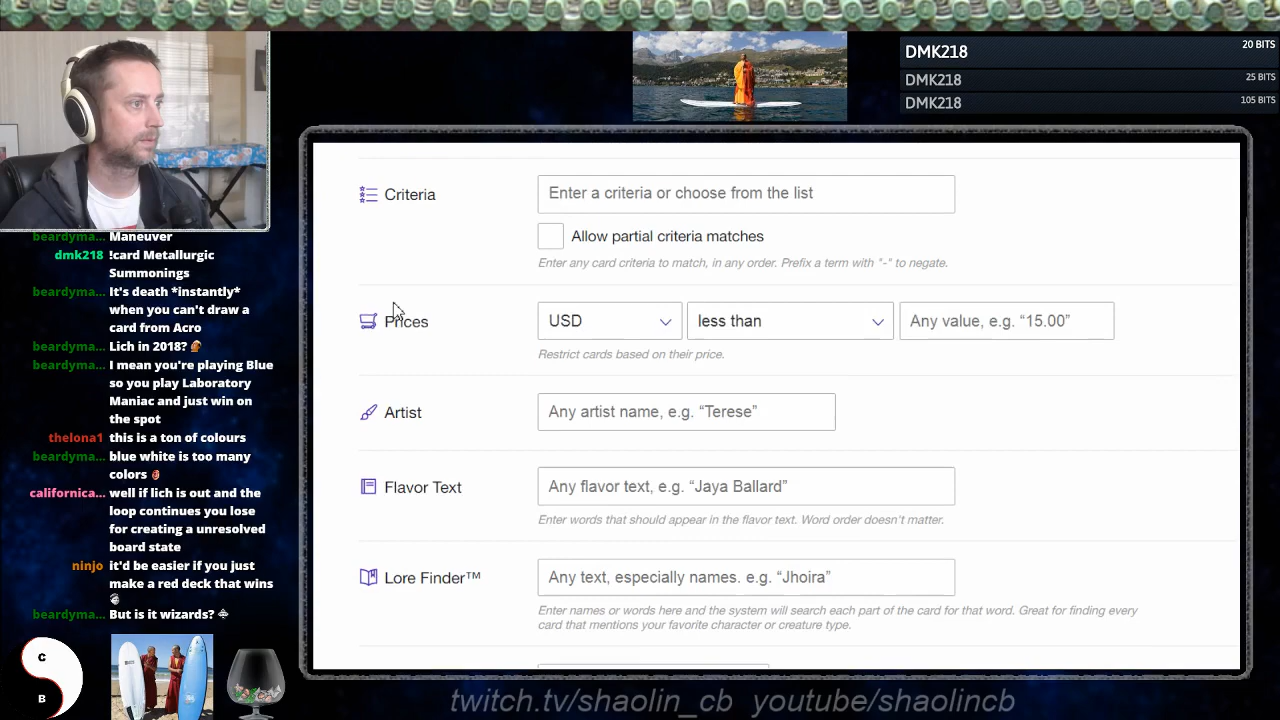 DMK218 20 BITS
DMK218 25 BITS
DMK218 105 BITS
beardyma... Maneuver
dmk218 !card Metallurgic
Summonings
beardyma... It's death *instantly*
when you can't draw a
card from Acro
beardyma... Lich in 2018?
beardyma... I mean you're playing Blue
so you play Laboratory
Maniac and just win on
the spot
thelona1 this is a ton of colours
beardyma... blue white is too many
colors
californica... well if lich is out and the
loop continues you lose
for creating a unresolved
board state
ninjo it'd be easier if you just
make a red deck that wins
beardyma... But is it wizards?
C
B
Criteria
Enter a criteria or choose from the list
Allow partial criteria matches
Enter any card criteria to match, in any order. Prefix a term with "-" to negate.
Prices
USD
less than
Any value, e.g. “15.00”
Restrict cards based on their price.
Artist
Any artist name, e.g. “Terese”
Flavor Text
Any flavor text, e.g. “Jaya Ballard”
Enter words that should appear in the flavor text. Word order doesn't matter.
Lore Finder™
Any text, especially names. e.g. “Jhoira”
Enter names or words here and the system will search each part of the card for that word. Great for finding every
card that mentions your favorite character or creature type.
twitch.tv/shaolin_cb youtube/shaolincb